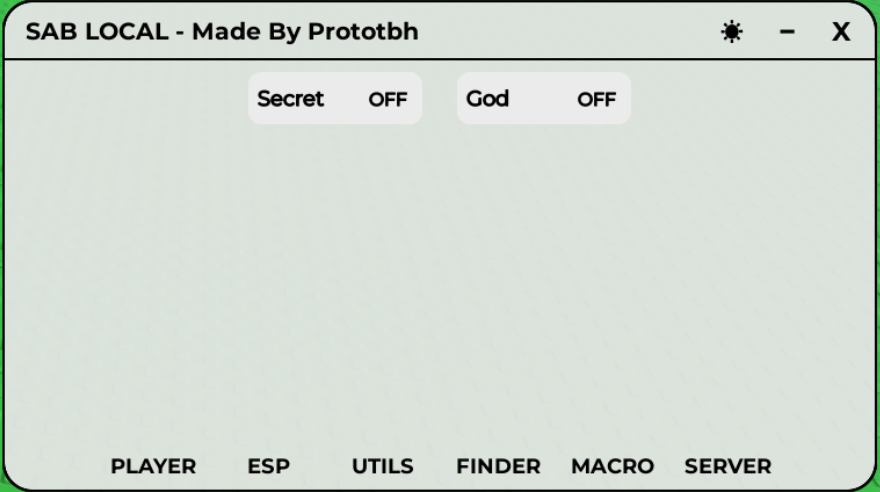 SAB LOCAL - Made By Prototbh – X
Secret OFF God OFF
PLAYER ESP UTILS FINDER MACRO SERVER